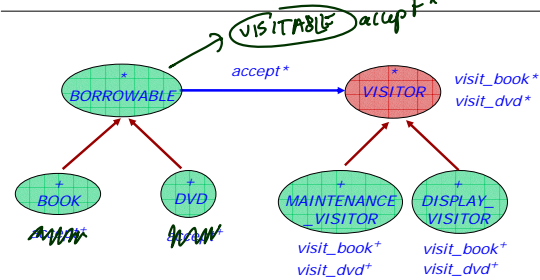 VISITABLE accept*
accept*
*
BORROWABLE
*
VISITOR
visit_book*
visit_dvd*
+
BOOK
+
DVD
+
MAINTENANCE
_VISITOR
+
DISPLAY_
VISITOR
visit_book+
visit_dvd+
visit_book+
visit_dvd+